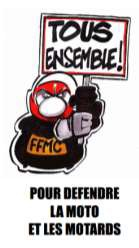 TOUS
ENSEMBLE!
FFMC
POUR DEFENDRE
LA MOTO
ET LES MOTARDS